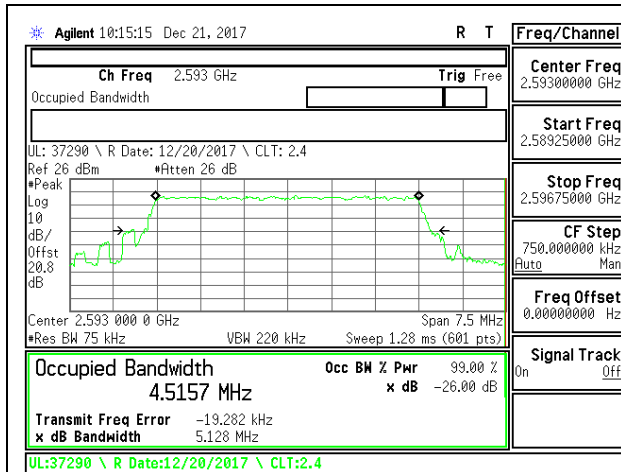 Agilent 10:15:15 Dec 21, 2017 R T Freq/Channel
Ch Freq 2.593 GHz Trig Free
Occupied Bandwidth
Center Freq
2.59300000 GHz
Start Freq
2.58925000 GHz
UL: 37290 \ R Date: 12/20/2017 \ CLT: 2.4
Ref 26 dBm #Atten 26 dB
#Peak
Log
10
dB/
Offst
20.8
dB
Stop Freq
2.59675000 GHz
CF Step
750.000000 kHz
Auto Man
Freq Offset
0.00000000 Hz
Center 2.593 000 0 GHz Span 7.5 MHz
#Res BW 75 kHz VBW 220 kHz Sweep 1.28 ms (601 pts)
Signal Track
On Off
Occupied Bandwidth Occ BW % Pwr 99.00 %
4.5157 MHz x dB -26.00 dB
Transmit Freq Error -19.282 kHz
x dB Bandwidth 5.128 MHz
UL:37290 \ R Date:12/20/2017 \ CLT:2.4